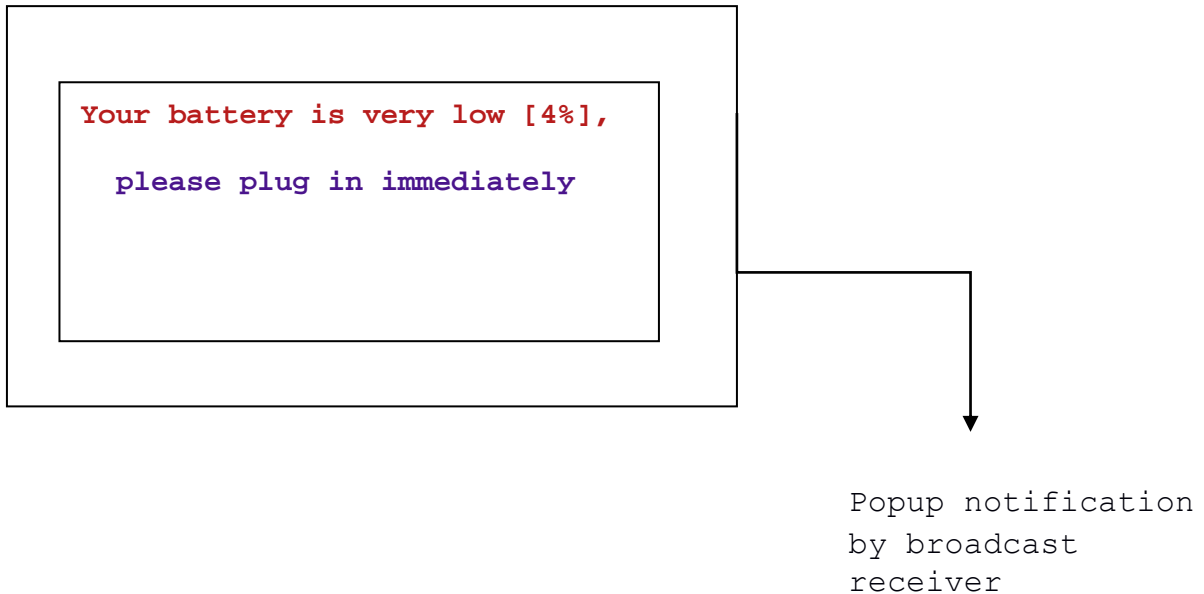 Your battery is very low [4%],
please plug in immediately
Popup notification
by broadcast
receiver